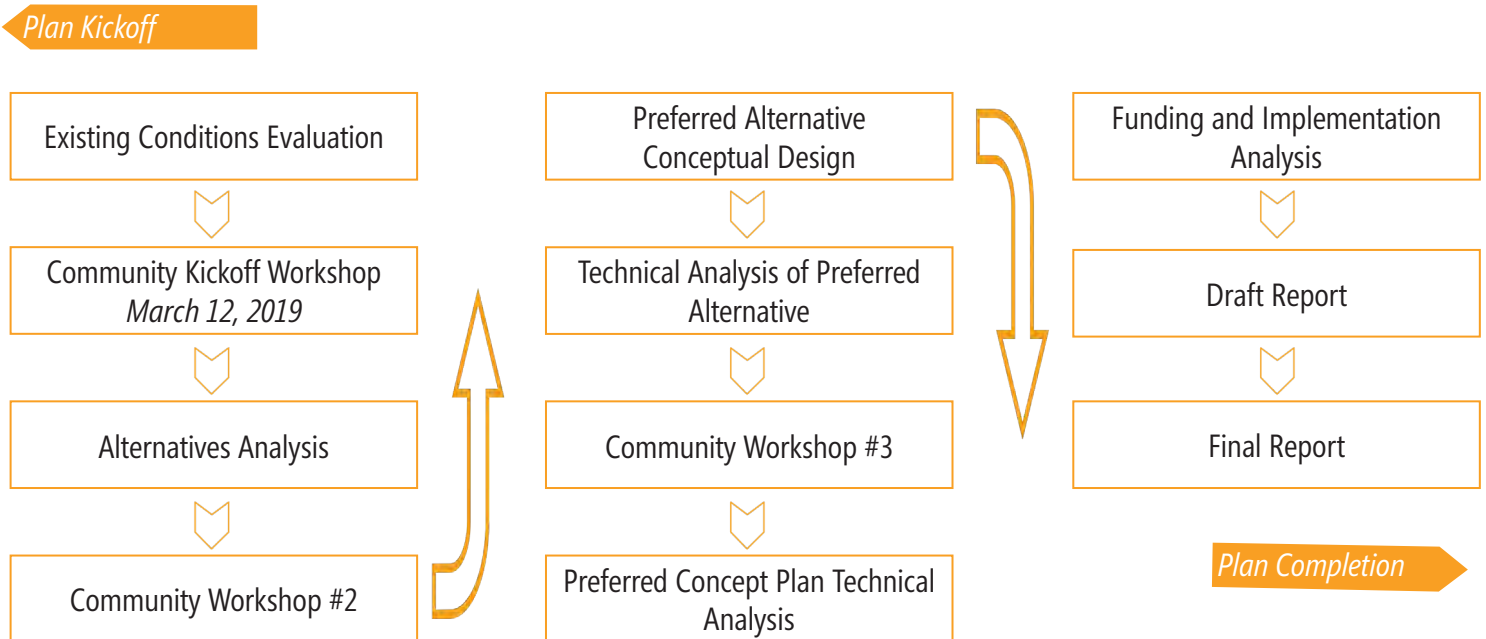 Plan Kickoff
Existing Conditions Evaluation
Community Kickoff Workshop
March 12, 2019
Alternatives Analysis
Community Workshop #2
Preferred Alternative
Conceptual Design
Technical Analysis of Preferred
Alternative
Community Workshop #3
Preferred Concept Plan Technical
Analysis
Funding and Implementation
Analysis
Draft Report
Final Report
Plan Completion